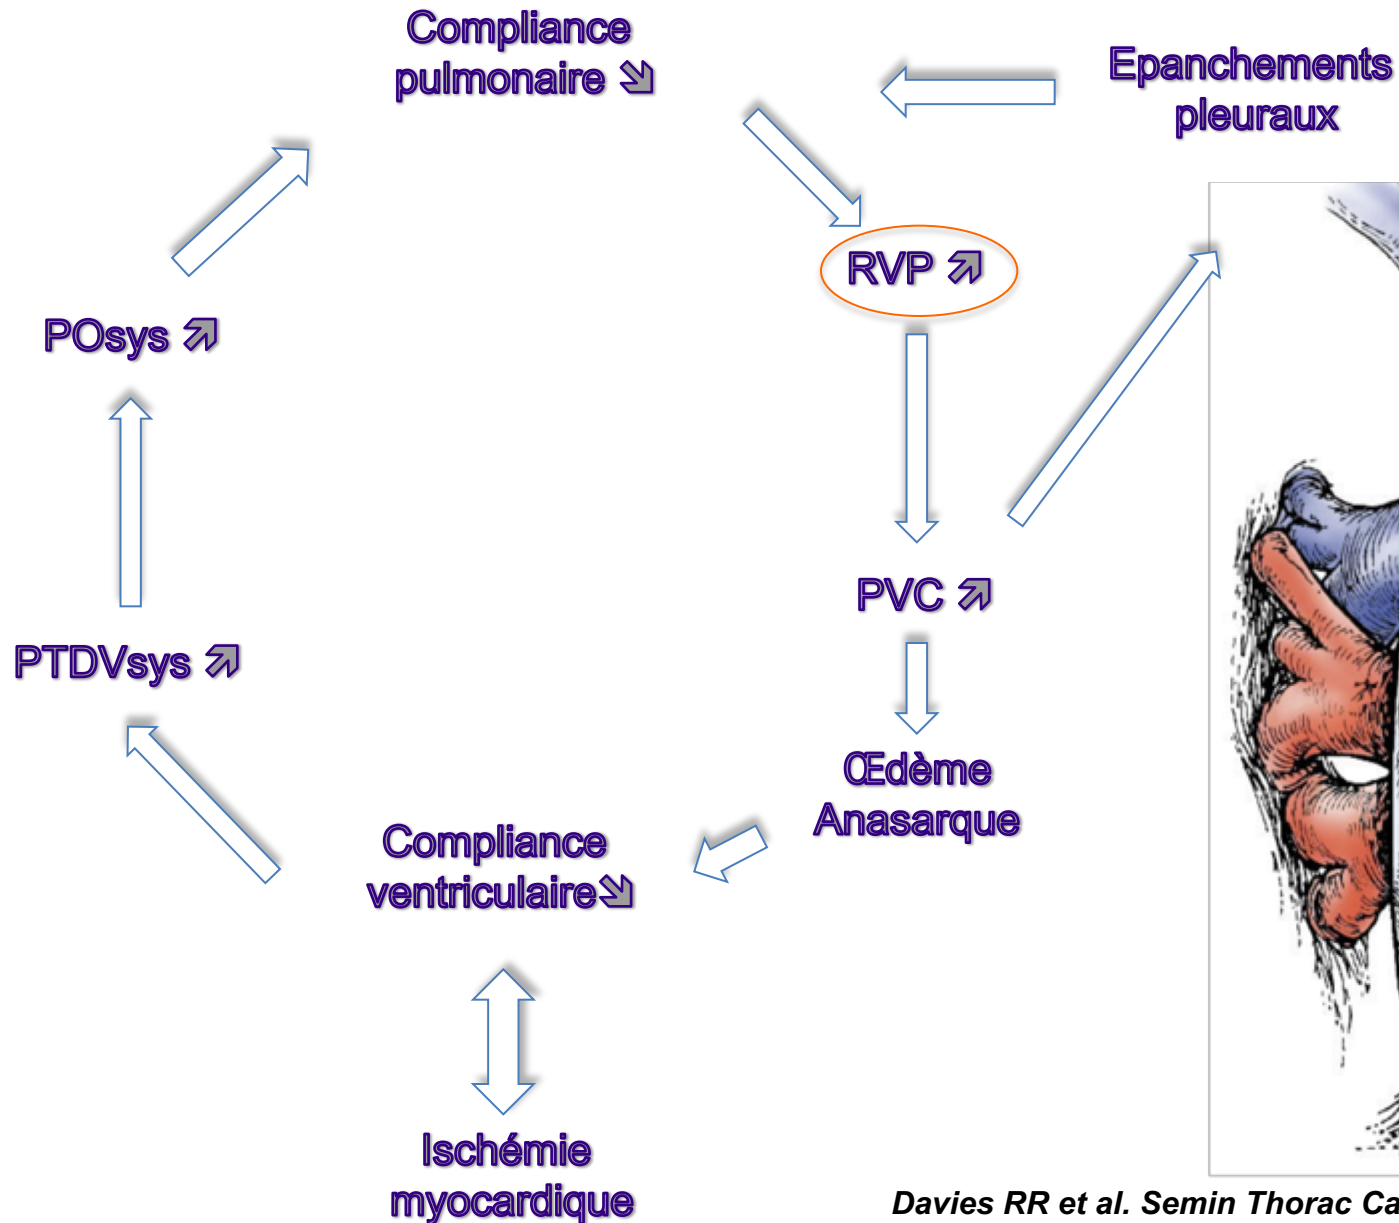 Compliance
pulmonaire ↘
Epanchements
pleuraux
RVP ↗
POsys ↗
PVC ↗
PTDVsys ↗
Œdème
Anasarque
Compliance
ventriculaire ↘
Ischémie
myocardique
Davies RR et al. Semin Thorac Ca